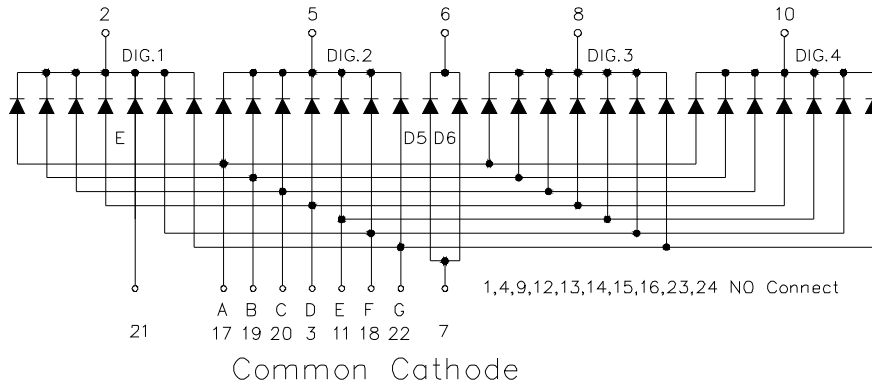 2 5 6 8 10
DIG.1 DIG.2 DIG.3 DIG.4
E D5 D6
1,4,9,12,13,14,15,16,23,24 NO Connect
A B C D E F G
21 17 19 20 3 11 18 22 7
Common Cathode